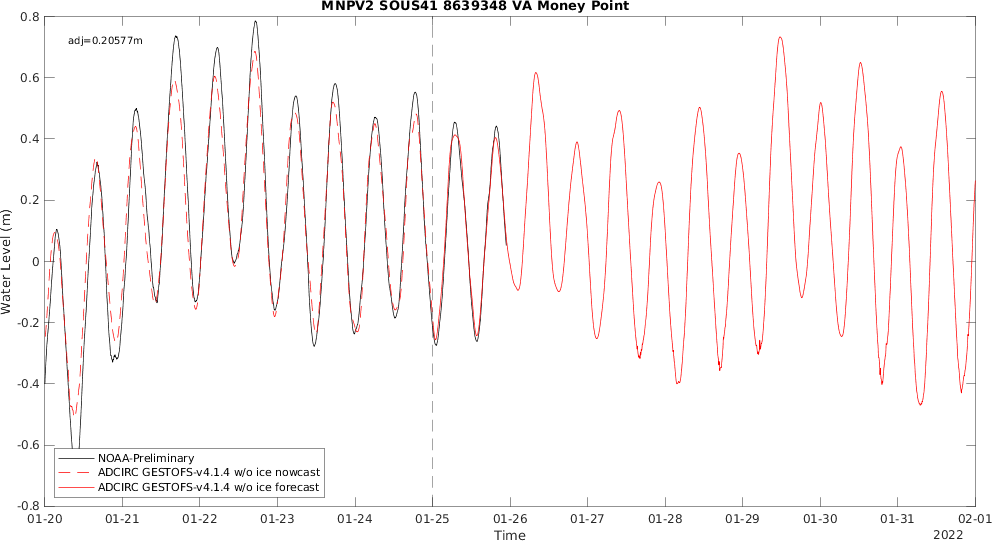 MNPV2 SOUS41 8639348 VA Money Point
adj=0.20577m
0.8
0.6
0.4
0.2
0
-0.2
-0.4
-0.6
-0.8
Water Level (m)
NOAA-Preliminary
ADCIRC GESTOFS-v4.1.4 w/o ice nowcast
ADCIRC GESTOFS-v4.1.4 w/o ice forecast
01-20 01-21 01-22 01-23 01-24 01-25 01-26 01-27 01-28 01-29 01-30 01-31 02-01
Time
2022